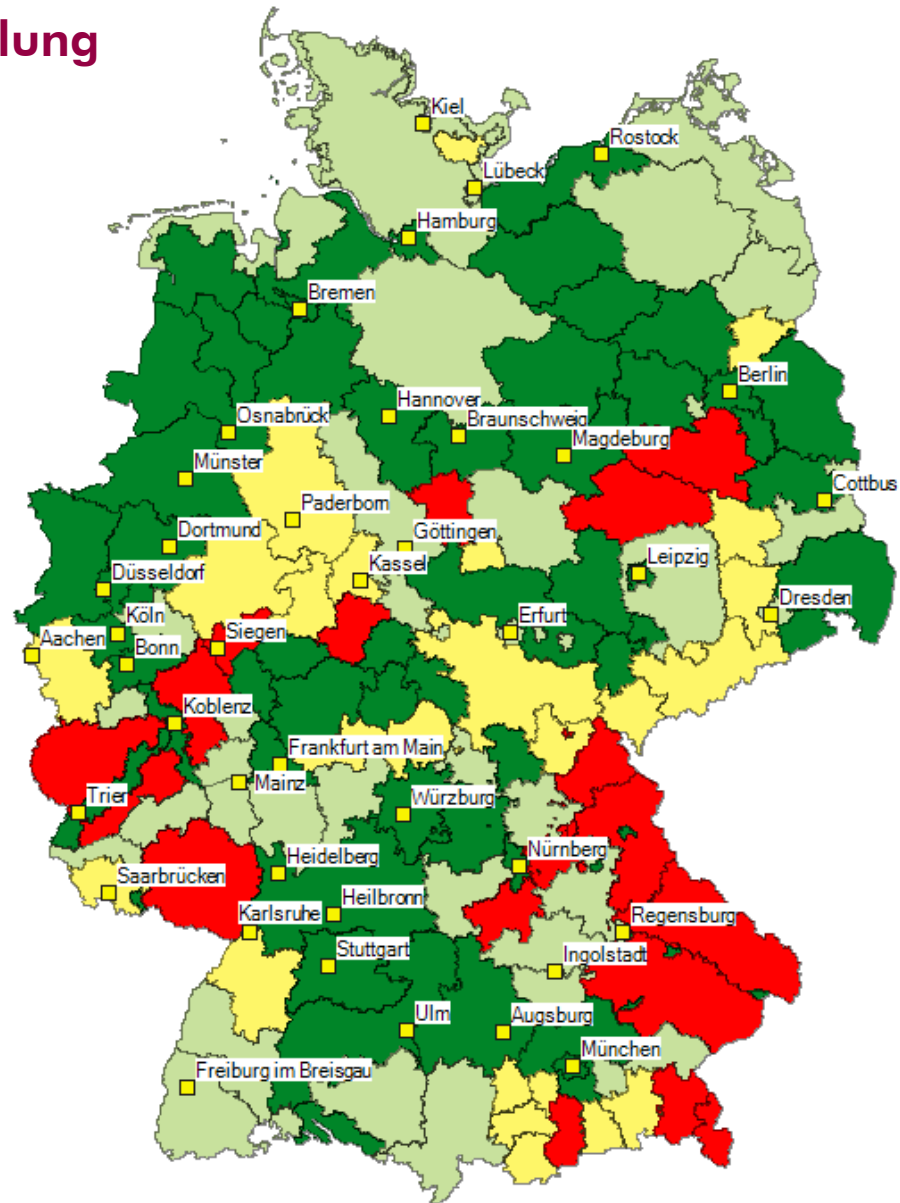 lung
Kiel
Rostock
Lübeck
Hamburg
Bremen
Berlin
Hannover
Osnabrück
Braunschweig
Magdeburg
Münster
Cottbus
Paderborn
Dortmund
Göttingen
Leipzig
Kassel
Düsseldorf
Dresden
Köln
Erfurt
Aachen
Siegen
Bonn
Koblenz
Frankfurt am Main
Mainz
Trier
Würzburg
Nürnberg
Heidelberg
Saarbrücken
Heilbronn
Karlsruhe
Regensburg
Stuttgart
Ingolstadt
Ulm
Augsburg
München
Freiburg im Breisgau